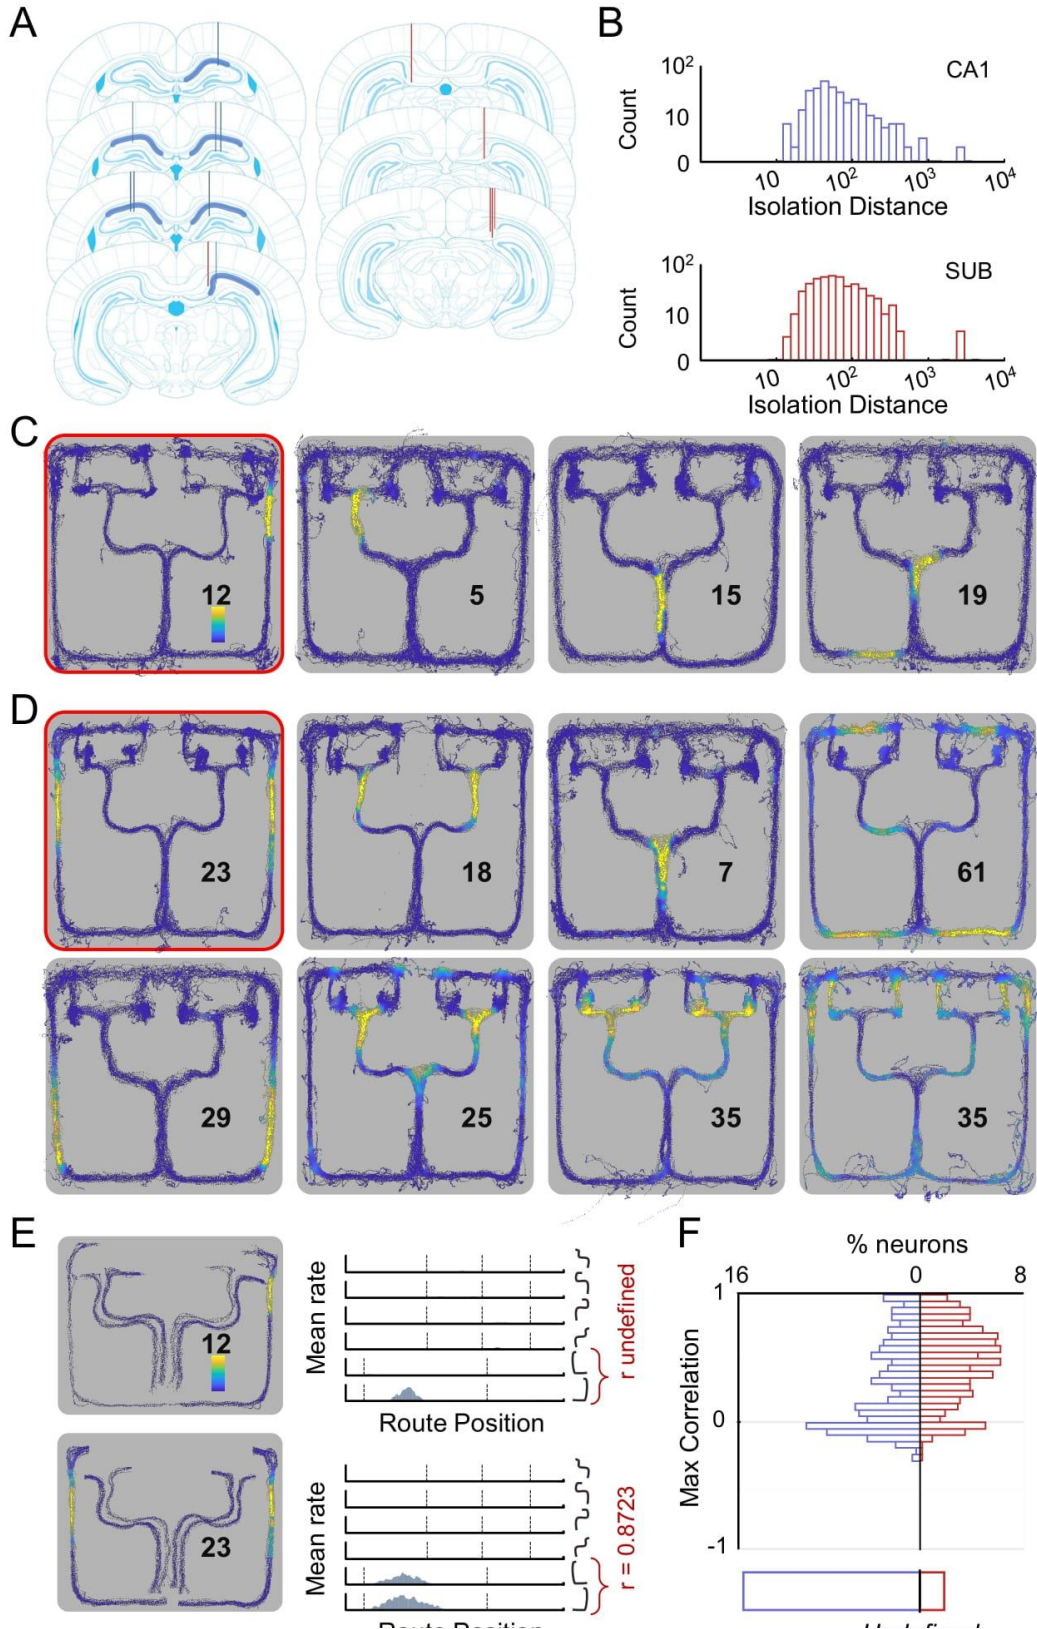 A
B
10²
10
0
Count
CA1
10
10²
10³
10⁴
Isolation Distance
10²
10
0
Count
SUB
10
10²
10³
10⁴
Isolation Distance
C
12
5
15
19
D
23
18
7
61
29
25
35
35
E
12
Mean rate
Route Position
r undefined
23
Mean rate
r = 0.8723
F
% neurons
16
0
8
1
0
-1
Max Correlation